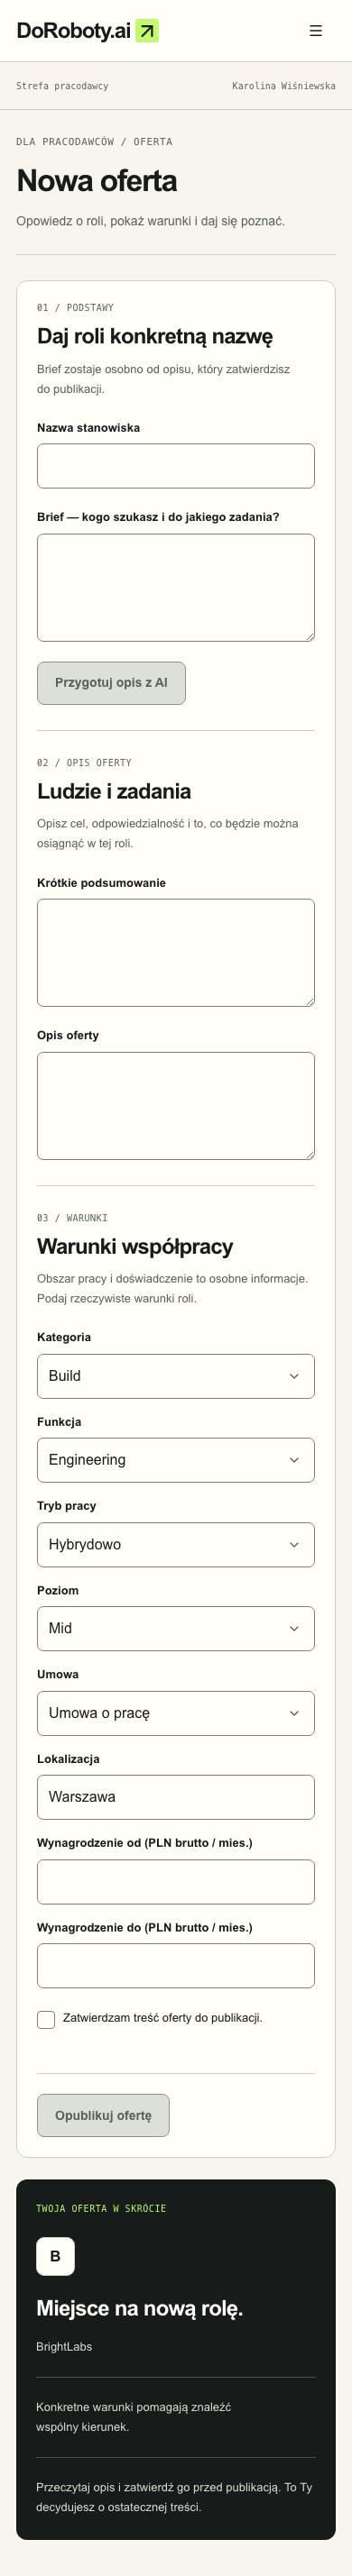 DoRoboty.ai
Strefa pracodawcy
Karolina Wiśniewska
DLA PRACODAWCÓW / OFERTA
Nowa oferta
Opowiedz o roli, pokaż warunki i daj się poznać.
01 / PODSTAWY
Daj roli konkretną nazwę
Brief zostaje osobno od opisu, który zatwierdzisz
do publikacji.
Nazwa stanowiska
Brief — kogo szukasz i do jakiego zadania?
Przygotuj opis z AI
02 / OPIS OFERTY
Ludzie i zadania
Opisz cel, odpowiedzialność i to, co będzie można
osiągnąć w tej roli.
Krótkie podsumowanie
Opis oferty
03 / WARUNKI
Warunki współpracy
Obszar pracy i doświadczenie to osobne informacje.
Podaj rzeczywiste warunki roli.
Kategoria
Build
Funkcja
Engineering
Tryb pracy
Hybrydowo
Poziom
Mid
Umowa
Umowa o pracę
Lokalizacja
Warszawa
Wynagrodzenie od (PLN brutto / mies.)
Wynagrodzenie do (PLN brutto / mies.)
Zatwierdzam treść oferty do publikacji.
Opublikuj ofertę
TWOJA OFERTA W SKRÓCIE
B
Miejsce na nową rolę.
BrightLabs
Konkretne warunki pomagają znaleźć
wspólny kierunek.
Przeczytaj opis i zatwierdź go przed publikacją. To Ty
decydujesz o ostatecznej treści.